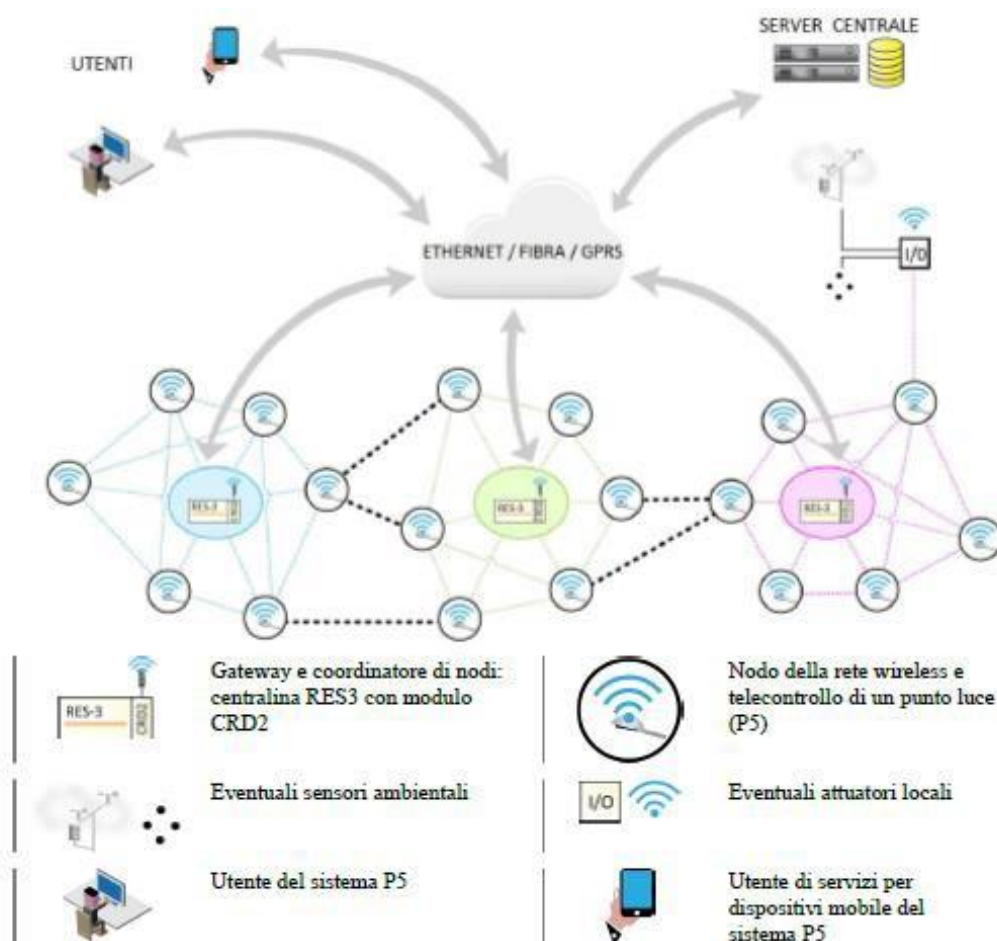 SERVER CENTRALE
UTENTI
ETHERNET / FIBRA / GPRS
I/O
RES-3
RES-3
RES-3
Gateway e coordinatore di nodi:
centralina RES3 con modulo
CRD2
RES-3
CRD2
Nodo della rete wireless e
telecontrollo di un punto luce
(P5)
Eventuali sensori ambientali
I/O
Eventuali attuatori locali
Utente del sistema P5
Utente di servizi per
dispositivi mobile del
sistema P5